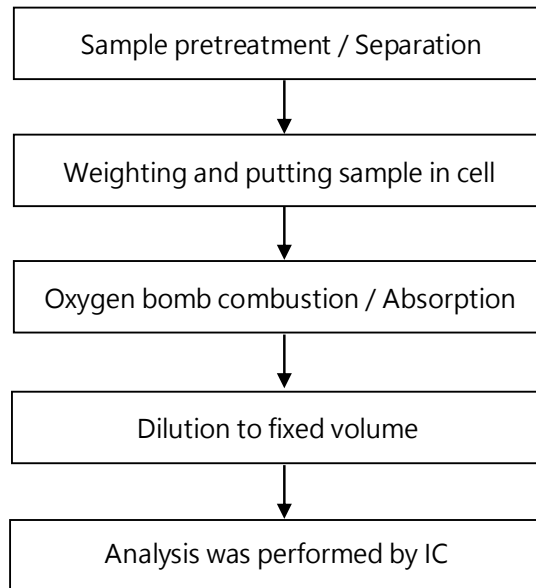 Sample pretreatment / Separation
Weighting and putting sample in cell
Oxygen bomb combustion / Absorption
Dilution to fixed volume
Analysis was performed by IC